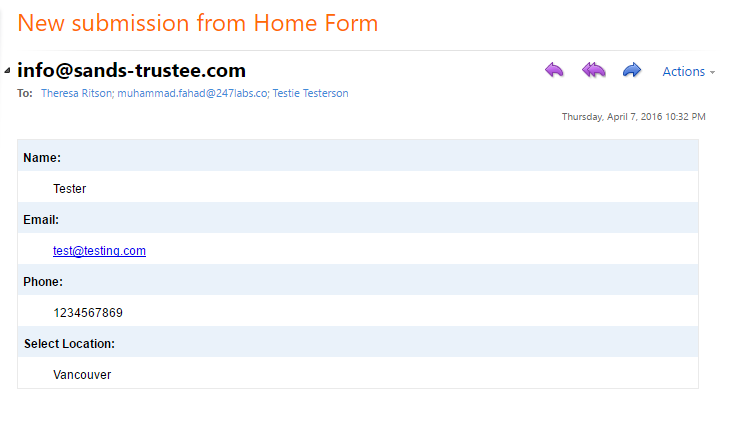 New submission from Home Form
info@sands-trustee.com
Actions
To: Theresa Ritson; muhammad.fahad@247labs.co; Testie Testerson
Thursday, April 7, 2016 10:32 PM
Name:
Tester
Email:
test@testing.com
Phone:
1234567869
Select Location:
Vancouver